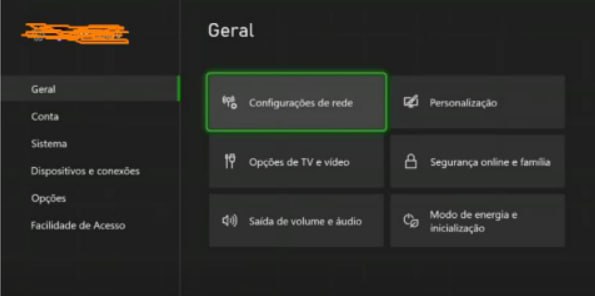 Geral
Geral
Conta
Sistema
Dispositivos e conexões
Opções
Facilidade de Acesso
Configurações de rede
Personalização
Opções de TV e vídeo
Segurança online e família
Saída de volume e áudio
Modo de energia e
inicialização